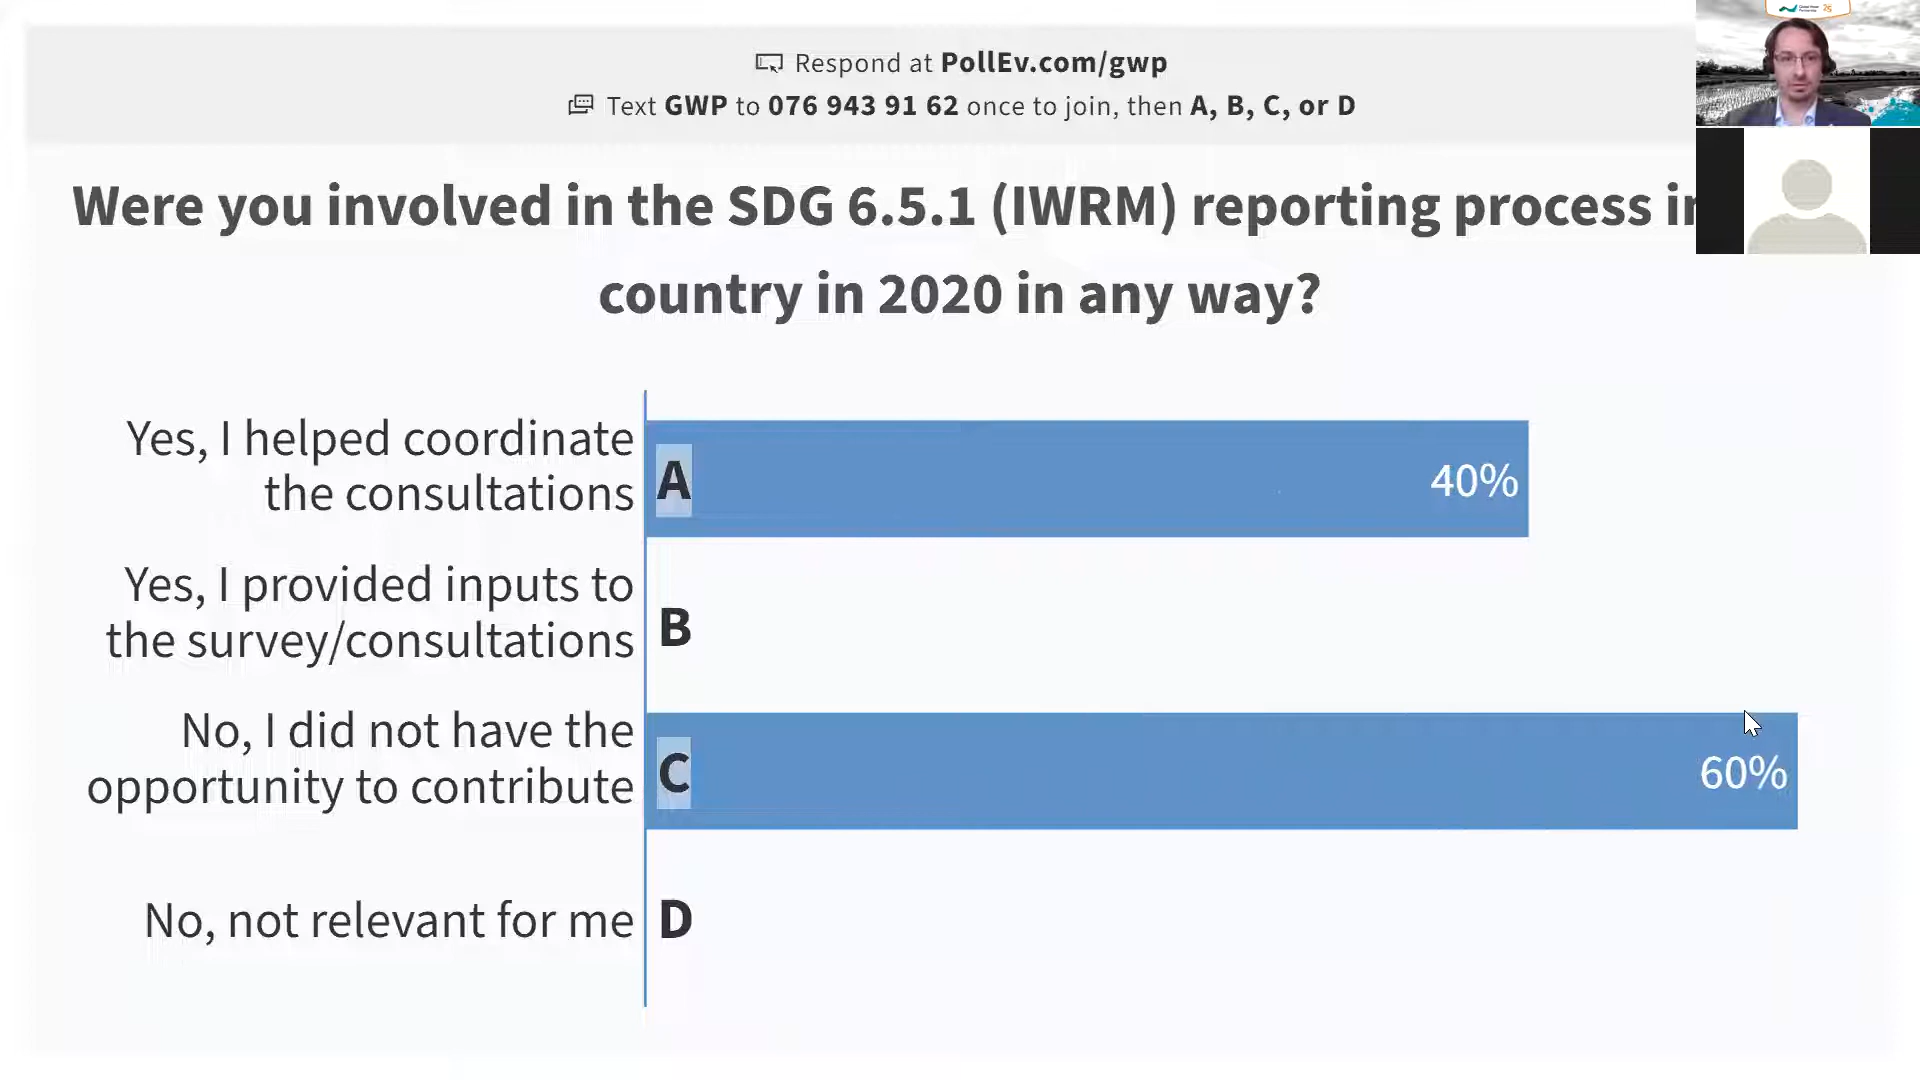 Respond at PollEv.com/gwp
Text GWP to 076 943 91 62 once to join, then A, B, C, or D
Were you involved in the SDG 6.5.1 (IWRM) reporting process
country in 2020 in any way?
Yes, I helped coordinate
the consultations
A
40%
Yes, I provided inputs to
the survey/consultations
B
No, I did not have the
opportunity to contribute
C
60%
No, not relevant for me
D